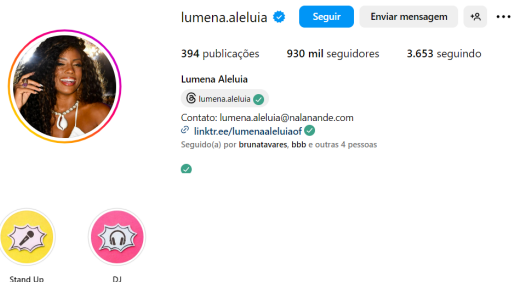 lumena.aleluia
Seguir
Enviar mensagem
394 publicações
930 mil seguidores
3.653 seguindo
Lumena Aleluia
lumena.aleluia
Contato: lumena.aleluia@nalanande.com
linktr.ee/lumenaaleluiaof
Seguido(a) por brunatavares, bbb e outras 4 pessoas
Stand Up
DJ